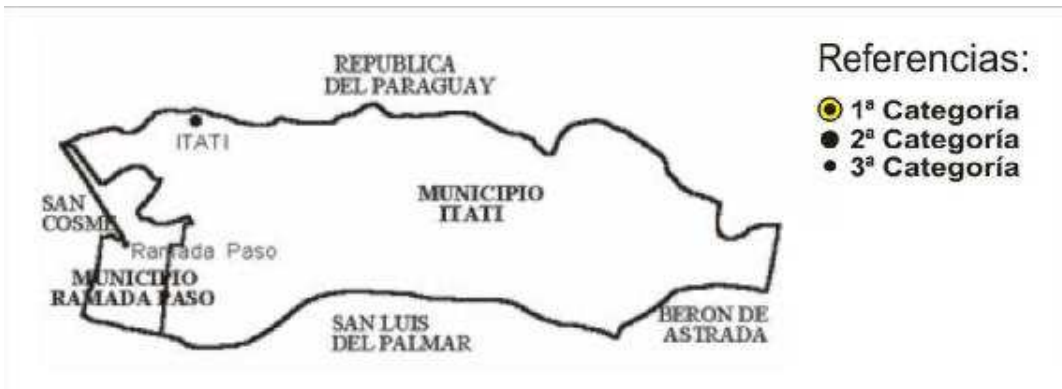 REPUBLICA
DEL PARAGUAY
ITATI
SAN
COSME
MUNICIPIO
ITATI
Ramada Paso
MUNICIPIO
RAMADA PASO
SAN LUIS
DEL PALMAR
BERON DE
ASTRADA
Referencias:
1ª Categoría
2ª Categoría
3ª Categoría